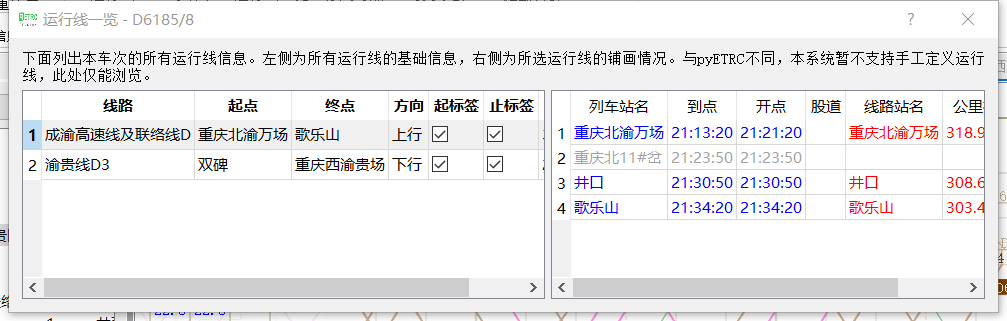 运行线一览 - D6185/8
下面列出本车次的所有运行线信息。左侧为所有运行线的基础信息，右侧为所选运行线的铺画情况。与pyETRC不同，本系统暂不支持手工定义运行
线，此处仅能浏览。
线路 起点 终点 方向 起标签 止标签
1 成渝高速线及联络线D 重庆北渝万场 歌乐山 上行
2 渝贵线D3 双碑 重庆西渝贵场 下行
列车站名 到点 开点 股道 线路站名 公里
1 重庆北渝万场 21:13:20 21:21:20 重庆北渝万场 318.9
2 重庆北11#岔 21:23:50 21:23:50
3 井口 21:30:50 21:30:50 井口 308.6
4 歌乐山 21:34:20 21:34:20 歌乐山 303.4